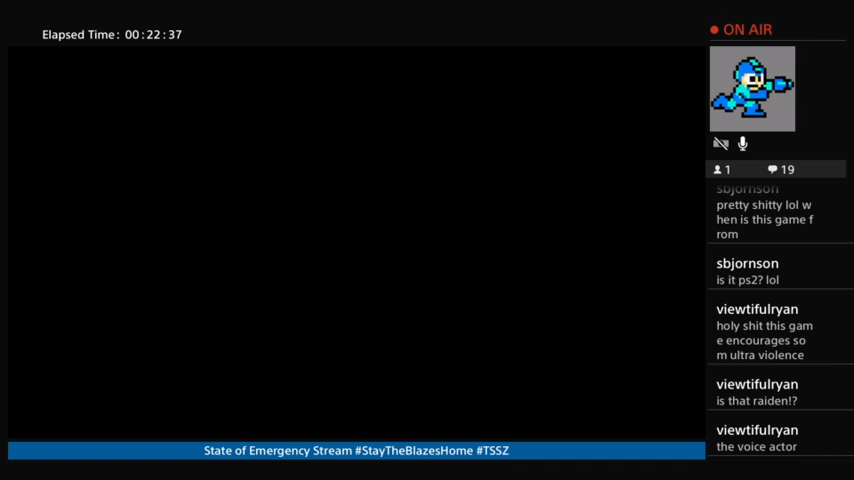 Elapsed Time: 00:22:37
ON AIR
1 19
sbjornson
pretty shitty lol w
hen is this game f
rom
sbjornson
is it ps2? lol
viewtifulryan
holy shit this gam
e encourages so
m ultra violence
viewtifulryan
is that raiden!?
viewtifulryan
the voice actor
State of Emergency Stream #StayTheBlazesHome #TSSZ